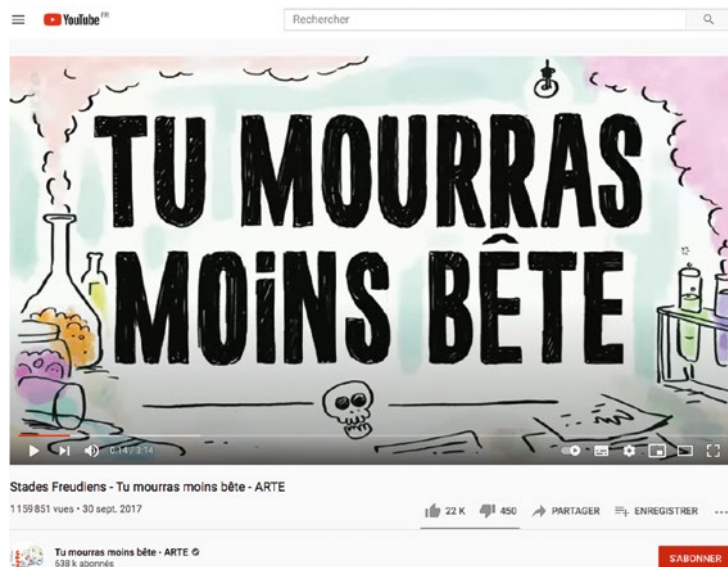 YouTube FR
Rechercher
TU MOURRAS
MOiNS BÊTE
0:14 / 3:14
Stades Freudiens - Tu mourras moins bête - ARTE
1 159 851 vues • 30 sept. 2017
22 K
450
PARTAGER
ENREGISTRER
Tu mourras moins bête - ARTE
638 k abonnés
S'ABONNER